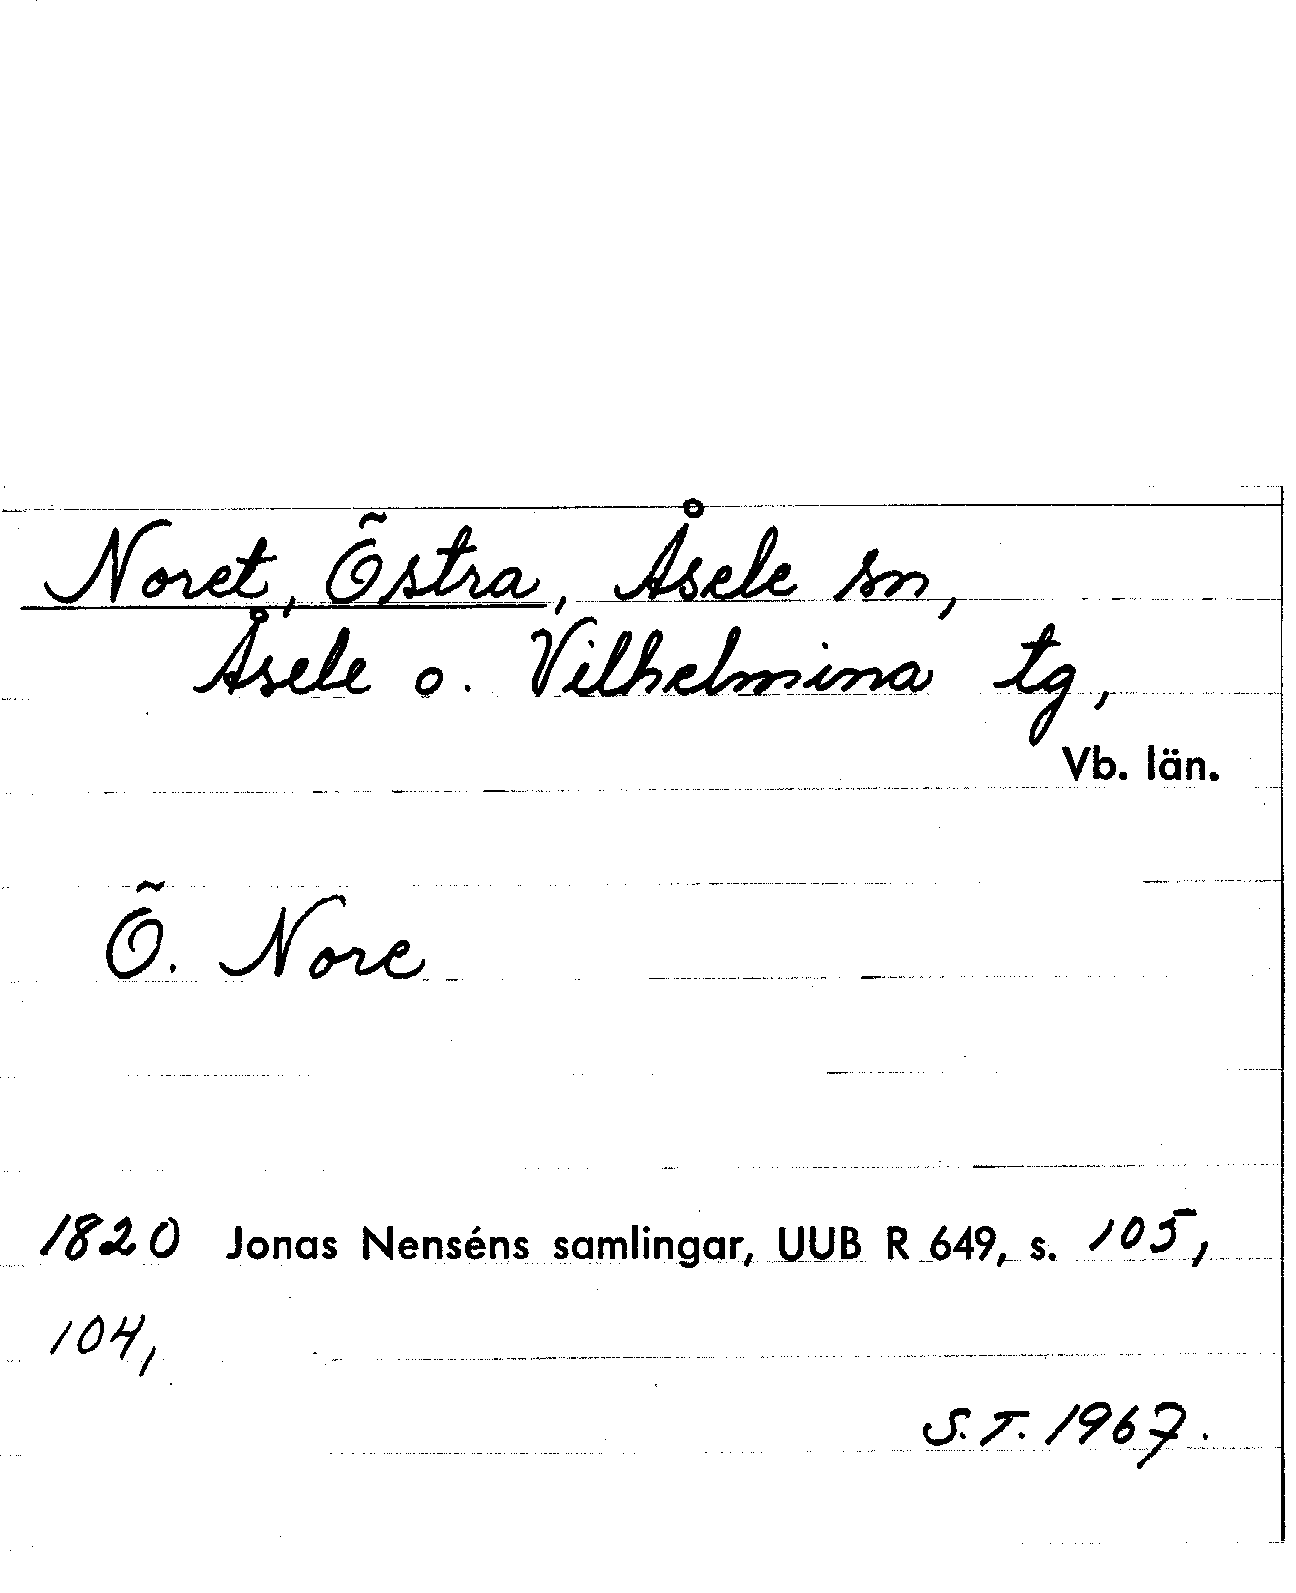 Noret, Östra, Åsele sn,
Åsele o. Vilhelmina tg,
Vb. län.
Ö. Nore
1820 Jonas Nenséns samlingar, UUB R 649, s. 105,
104,
S.T. 1967.